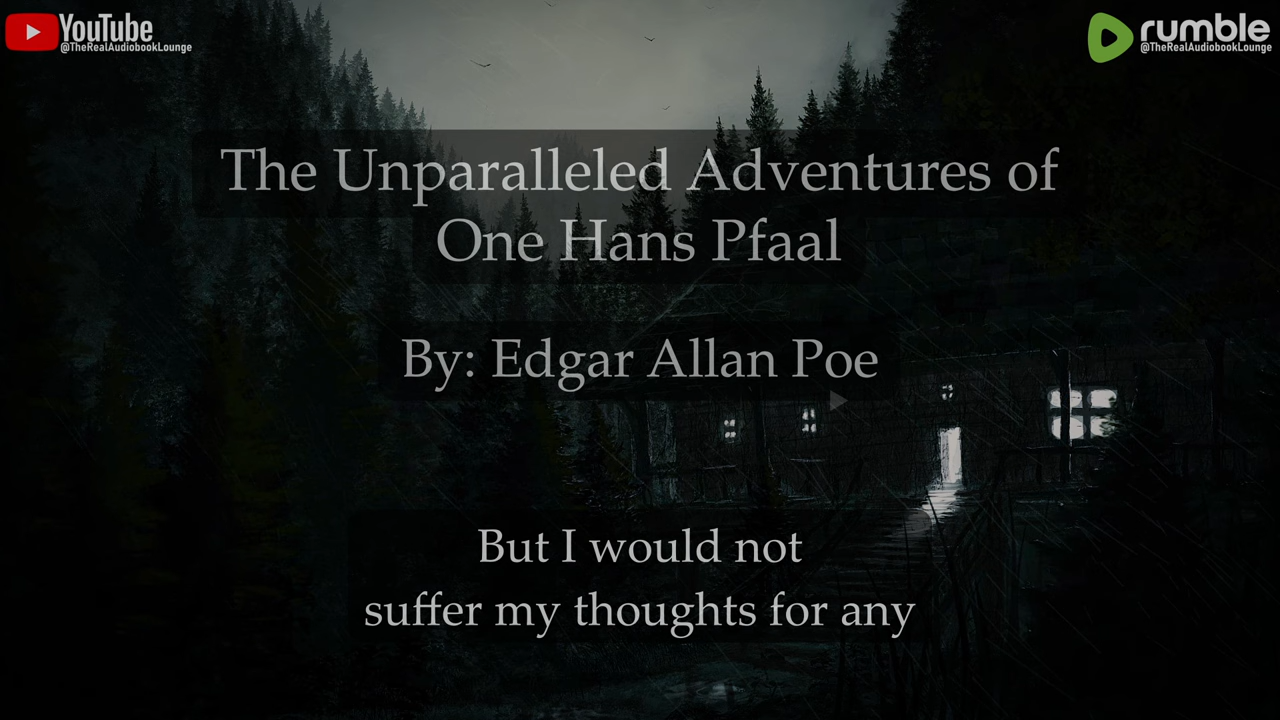 YouTube
@TheRealAudiobookLounge
rumble
@TheRealAudiobookLounge
The Unparalleled Adventures of
One Hans Pfaal
By: Edgar Allan Poe
But I would not
suffer my thoughts for any